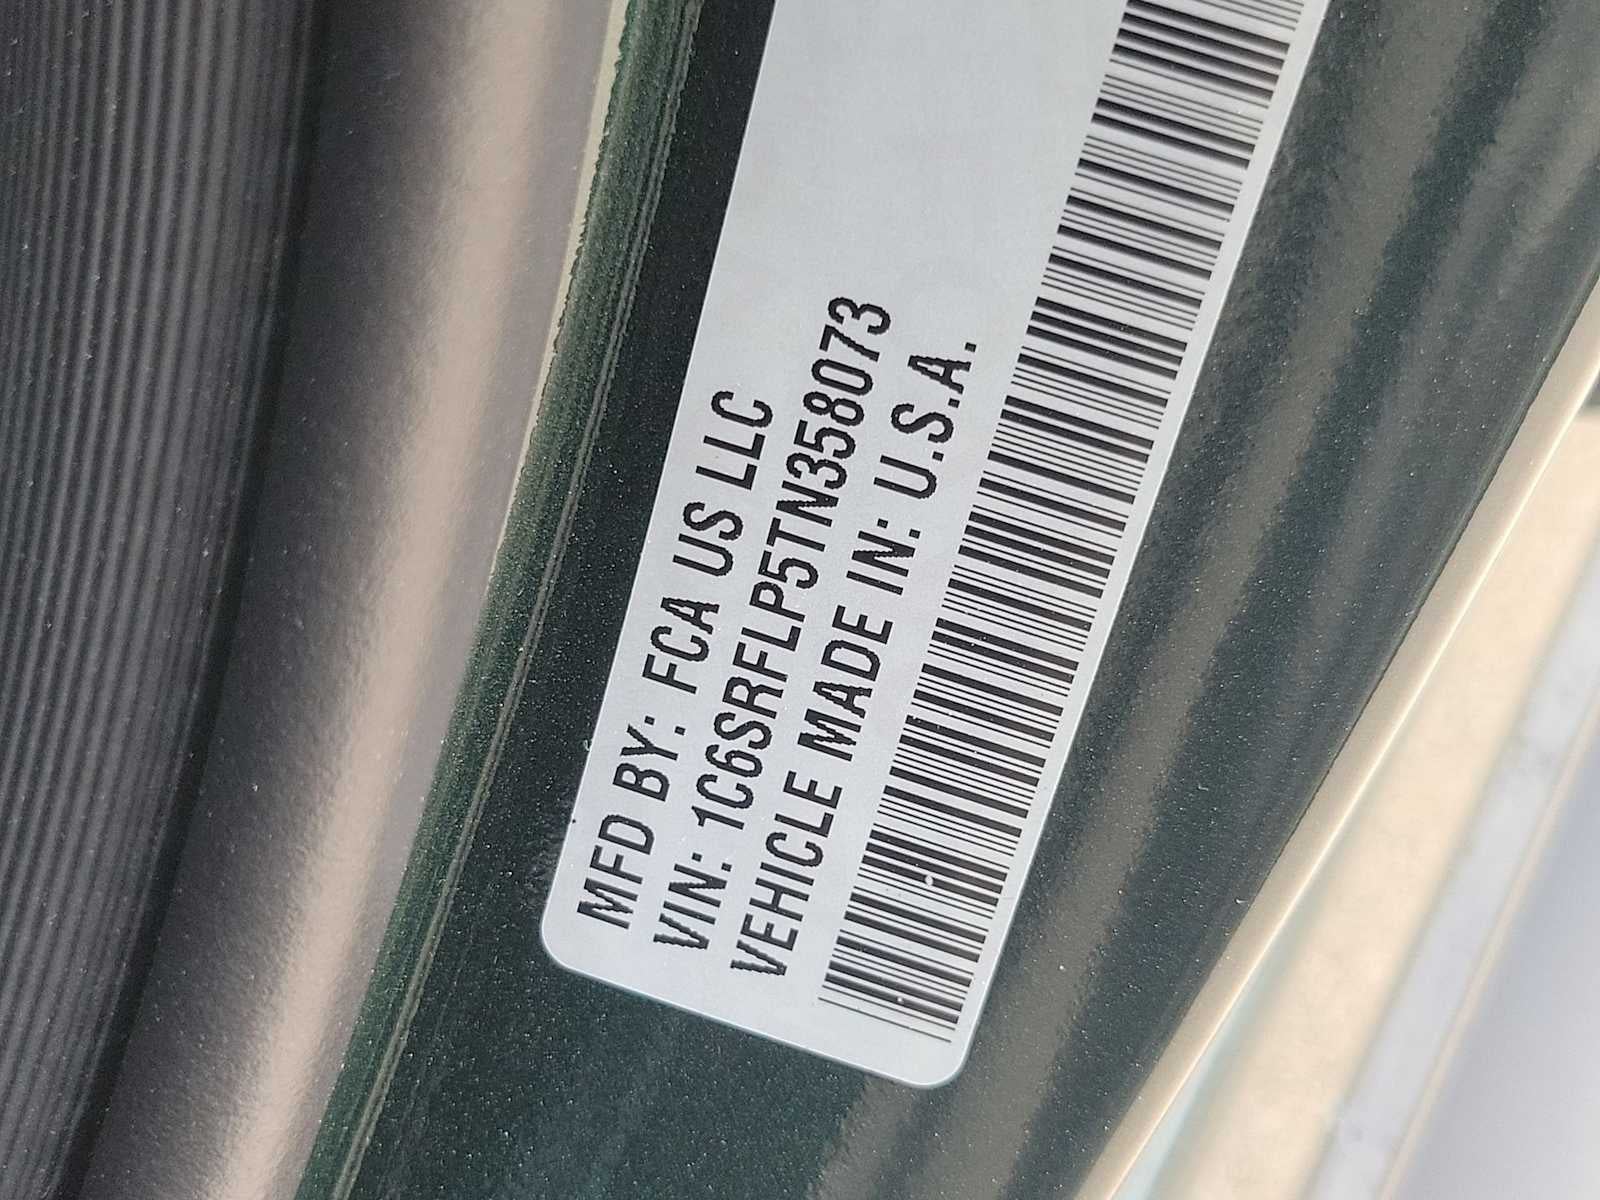 MFD BY: FCA US LLC
VIN: 1C6SRFLP5TN358073
VEHICLE MADE IN: U.S.A.